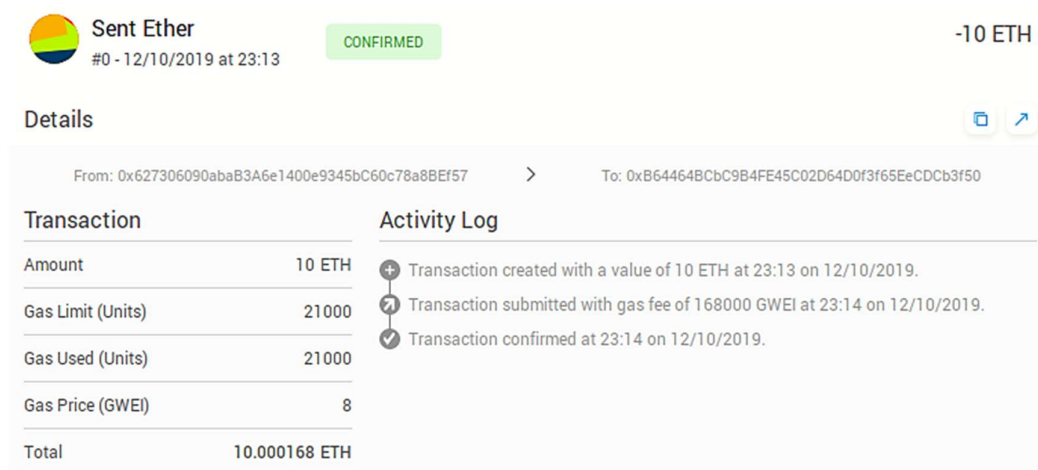 Sent Ether
#0 - 12/10/2019 at 23:13
CONFIRMED
-10 ETH
Details
From: 0x627306090abaB3A6e1400e9345bC60c78a8BEf57
To: 0xB64464BCbC9B4FE45C02D64D0f3f65EeCDCb3f50
Transaction
Amount 10 ETH
Gas Limit (Units) 21000
Gas Used (Units) 21000
Gas Price (GWEI) 8
Total 10.000168 ETH
Activity Log
Transaction created with a value of 10 ETH at 23:13 on 12/10/2019.
Transaction submitted with gas fee of 168000 GWEI at 23:14 on 12/10/2019.
Transaction confirmed at 23:14 on 12/10/2019.